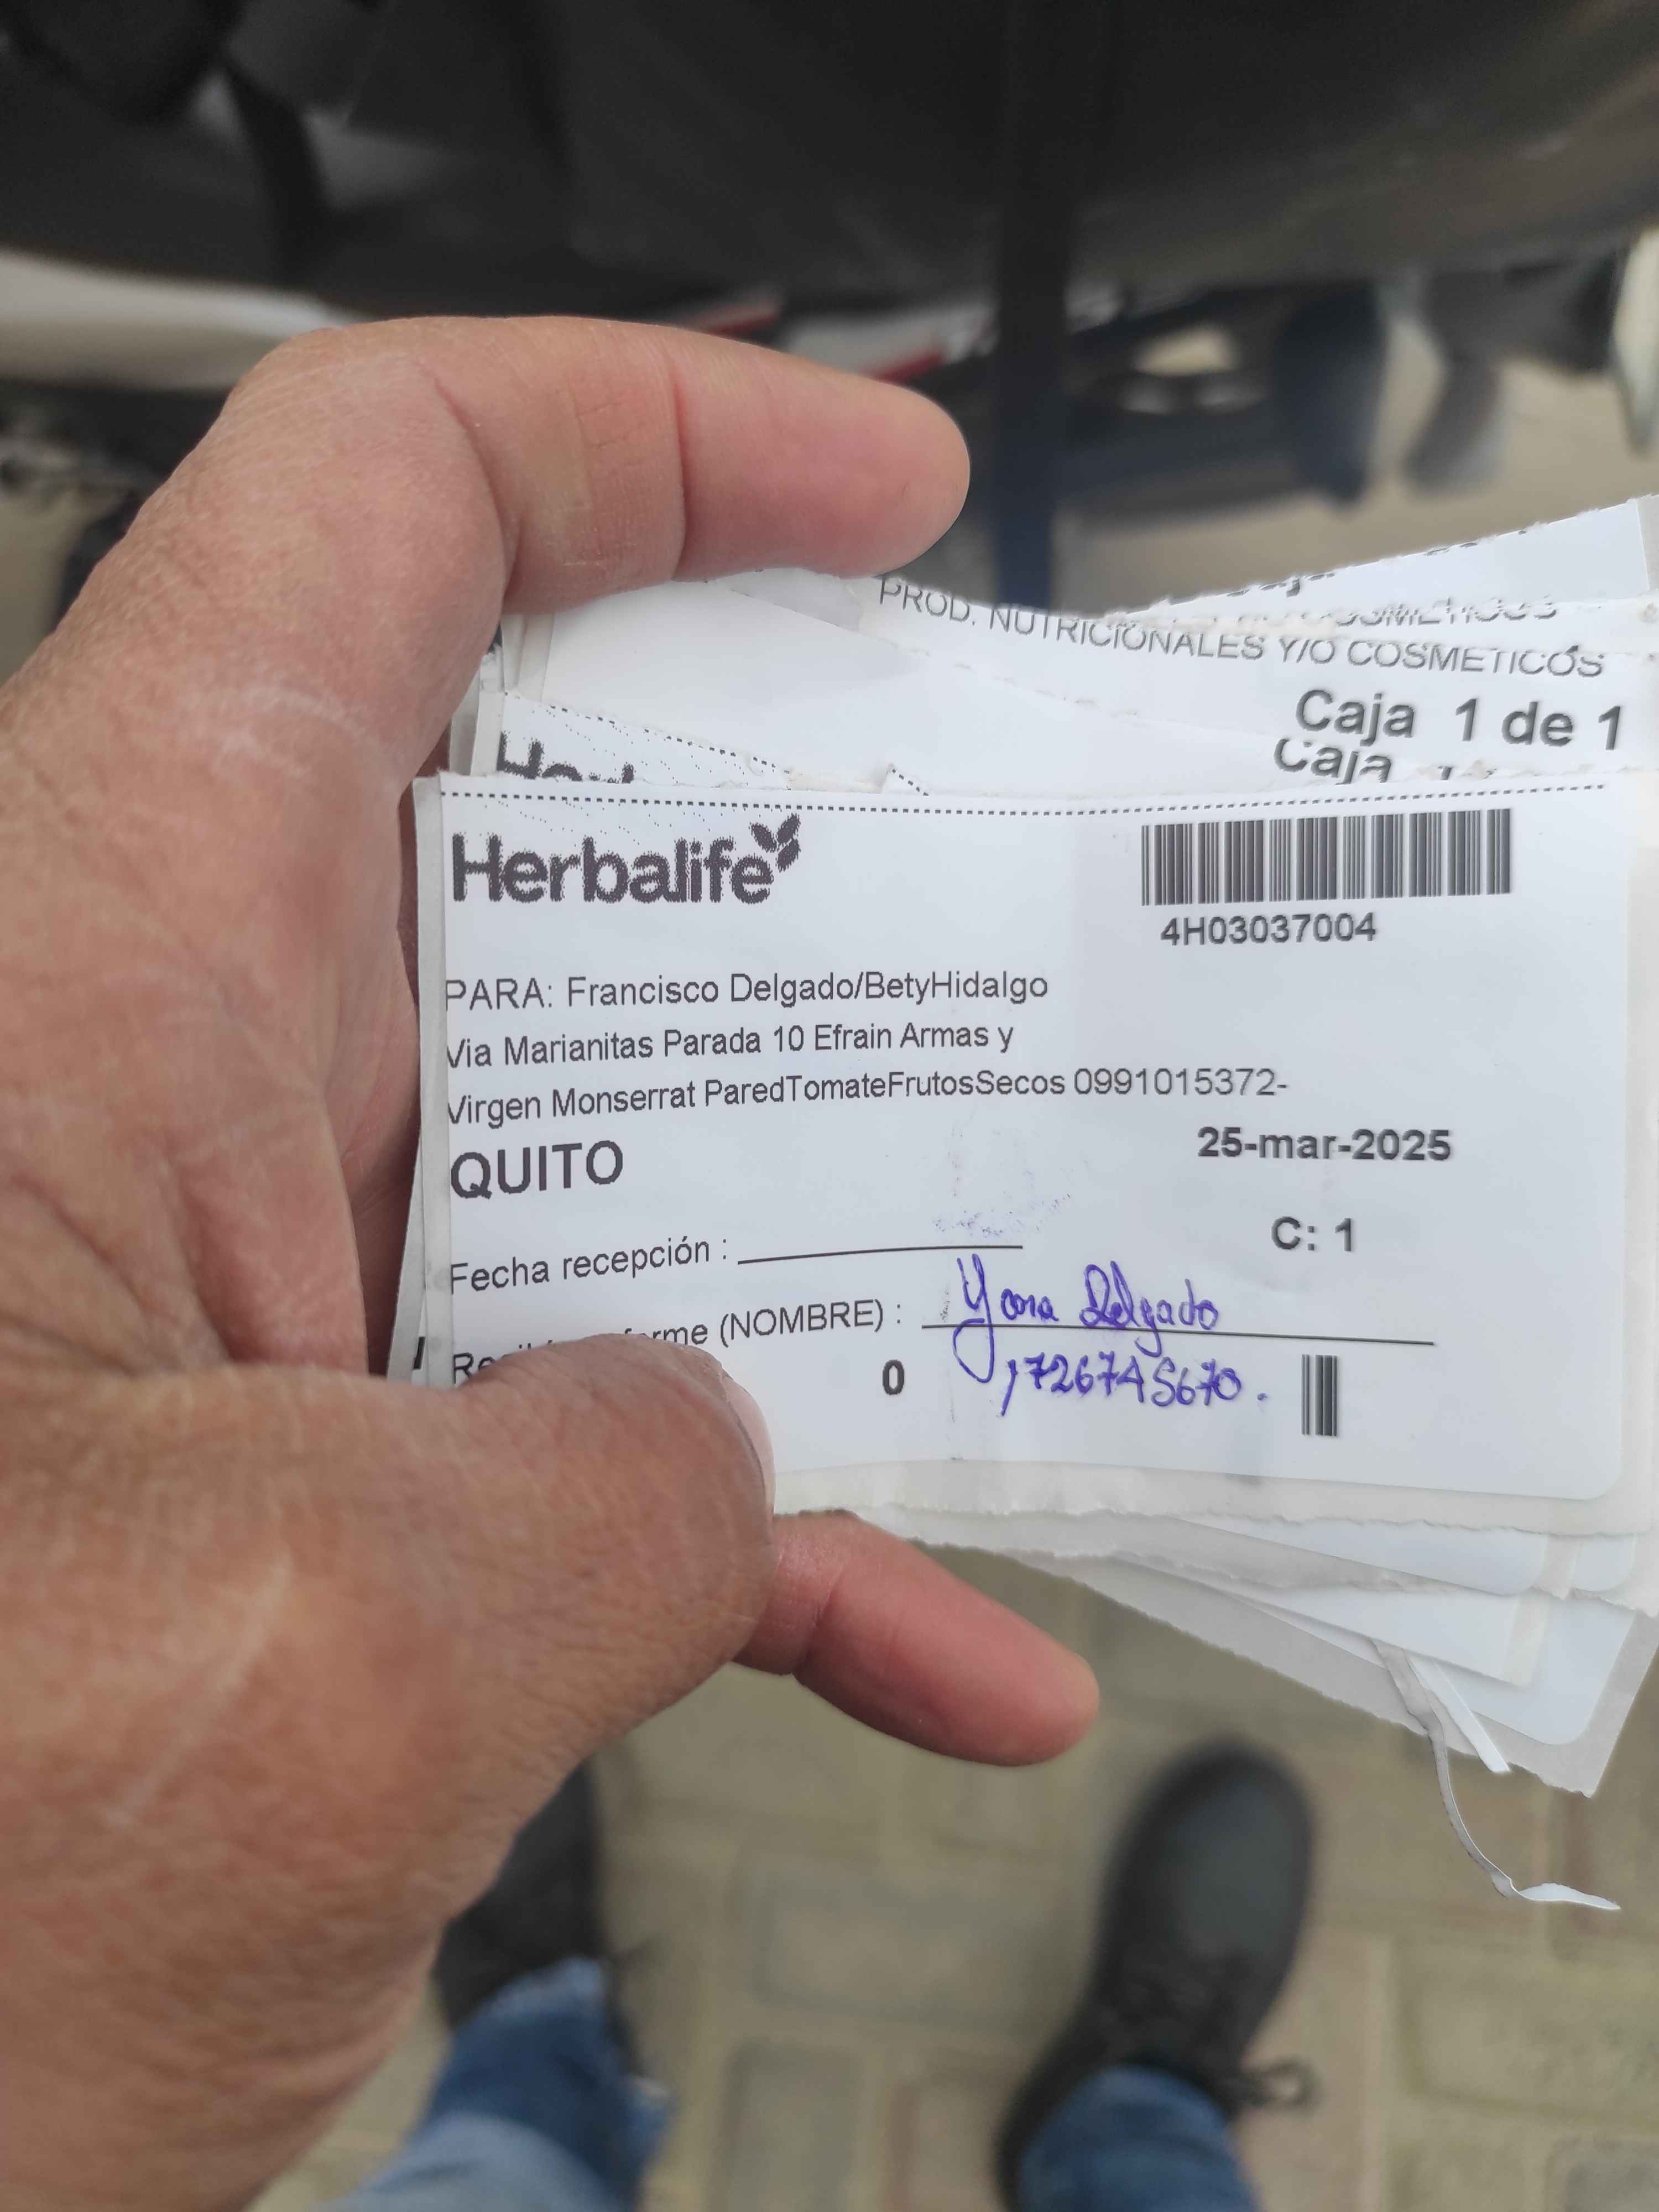 PROD. NUTRICIONALES Y/O COSMETICOS
Caja 1 de 1
Caja
Herbalife
4H03037004
PARA: Francisco Delgado/BetyHidalgo
Via Marianitas Parada 10 Efrain Armas y
Virgen Monserrat ParedTomateFrutosSecos 0991015372-
QUITO
25-mar-2025
C: 1
Fecha recepción :
(NOMBRE) : Delgado
0 1726745670.